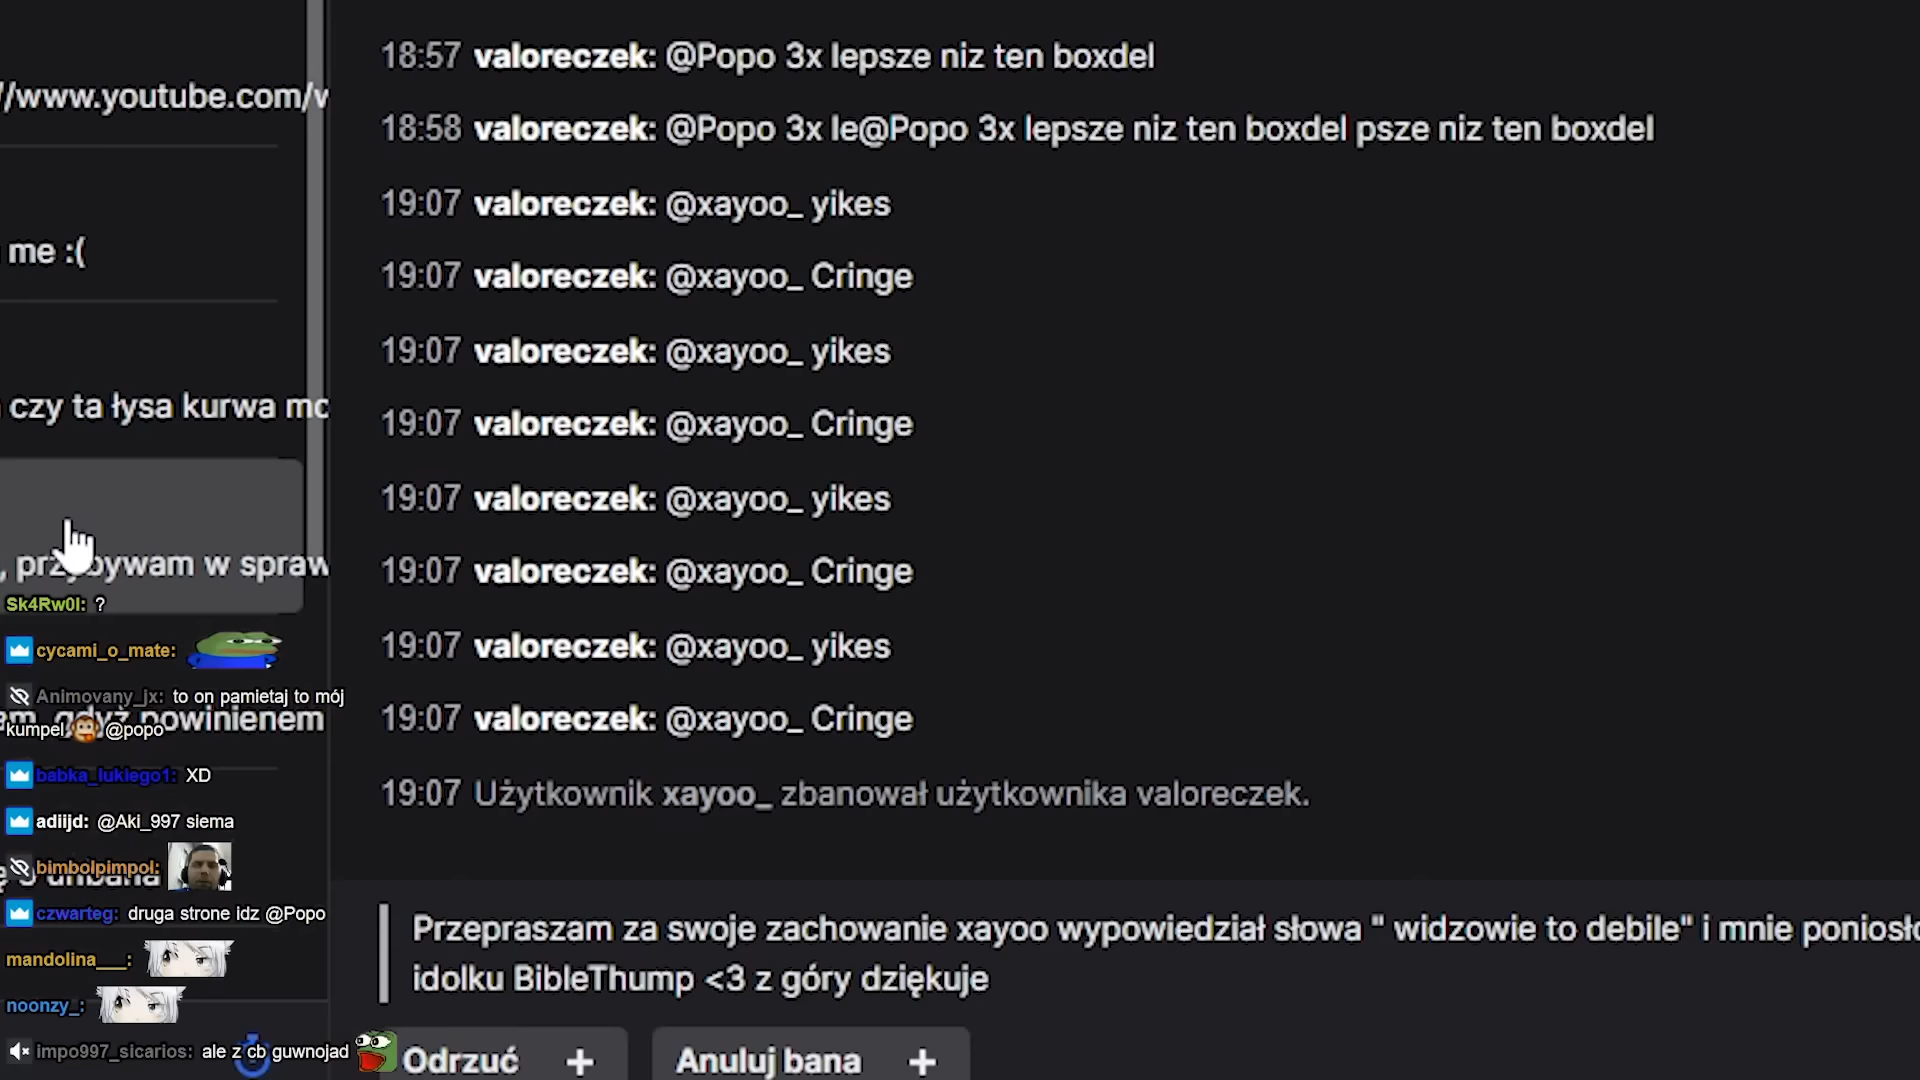 //www.youtube.com/
me :(
czy ta łysa kurwa
w spraw
powinienem
18:57 valoreczek: @Popo 3x lepsze niz ten boxdel
18:58 valoreczek: @Popo 3x le@Popo 3x lepsze niz ten boxdel psze niz ten boxdel
19:07 valoreczek: @xayoo_ yikes
19:07 valoreczek: @xayoo_ Cringe
19:07 valoreczek: @xayoo_ yikes
19:07 valoreczek: @xayoo_ Cringe
19:07 valoreczek: @xayoo_ yikes
19:07 valoreczek: @xayoo_ Cringe
19:07 valoreczek: @xayoo_ yikes
19:07 valoreczek: @xayoo_ Cringe
19:07 Użytkownik xayoo_ zbanował użytkownika valoreczek.
Przepraszam za swoje zachowanie xayoo wypowiedział słowa " widzowie to debile" i mnie poniosło
idolku BibleThump <3 z góry dziękuje
Odrzuć +
Anuluj bana +
Sk4Rw0l: ?
cycami_o_mate:
Animovany_jx: to on pamietaj to mój
kumpel @popo
babka_lukiego1: XD
adiijd: @Aki_997 siema
bimbolpimpol:
czwarteg: druga strone idz @Popo
mandolina___:
noonzy_:
impo997_sicarios: ale z cb guwnojad